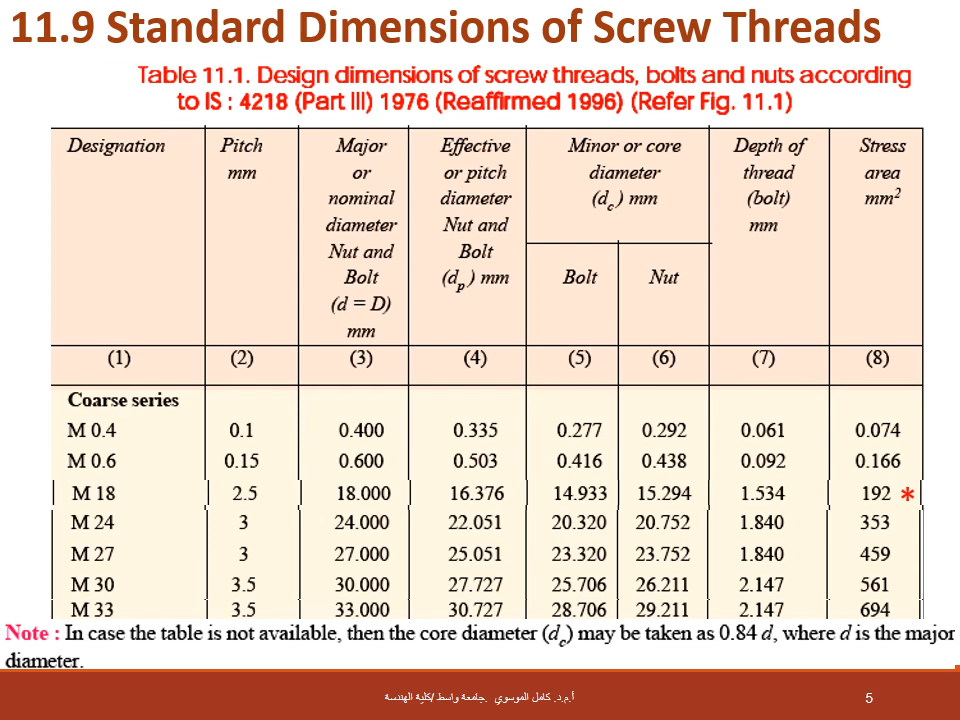 11.9 Standard Dimensions of Screw Threads
Table 11.1. Design dimensions of screw threads, bolts and nuts according
to IS : 4218 (Part III) 1976 (Reaffirmed 1996) (Refer Fig. 11.1)
Designation Pitch mm Major or nominal diameter Nut and Bolt (d = D) mm Effective or pitch diameter Nut and Bolt (dp) mm Minor or core diameter (dc) mm Depth of thread (bolt) mm Stress area mm²
Bolt Nut
(1) (2) (3) (4) (5) (6) (7) (8)
Coarse series
M 0.4 0.1 0.400 0.335 0.277 0.292 0.061 0.074
M 0.6 0.15 0.600 0.503 0.416 0.438 0.092 0.166
M 18 2.5 18.000 16.376 14.933 15.294 1.534 192 *
M 24 3 24.000 22.051 20.320 20.752 1.840 353
M 27 3 27.000 25.051 23.320 23.752 1.840 459
M 30 3.5 30.000 27.727 25.706 26.211 2.147 561
M 33 3.5 33.000 30.727 28.706 29.211 2.147 694
Note : In case the table is not available, then the core diameter (dc) may be taken as 0.84 d, where d is the major
diameter.
أ.م.د. كامل الموسوي .جامعة واسط /كلية الهندسة
5